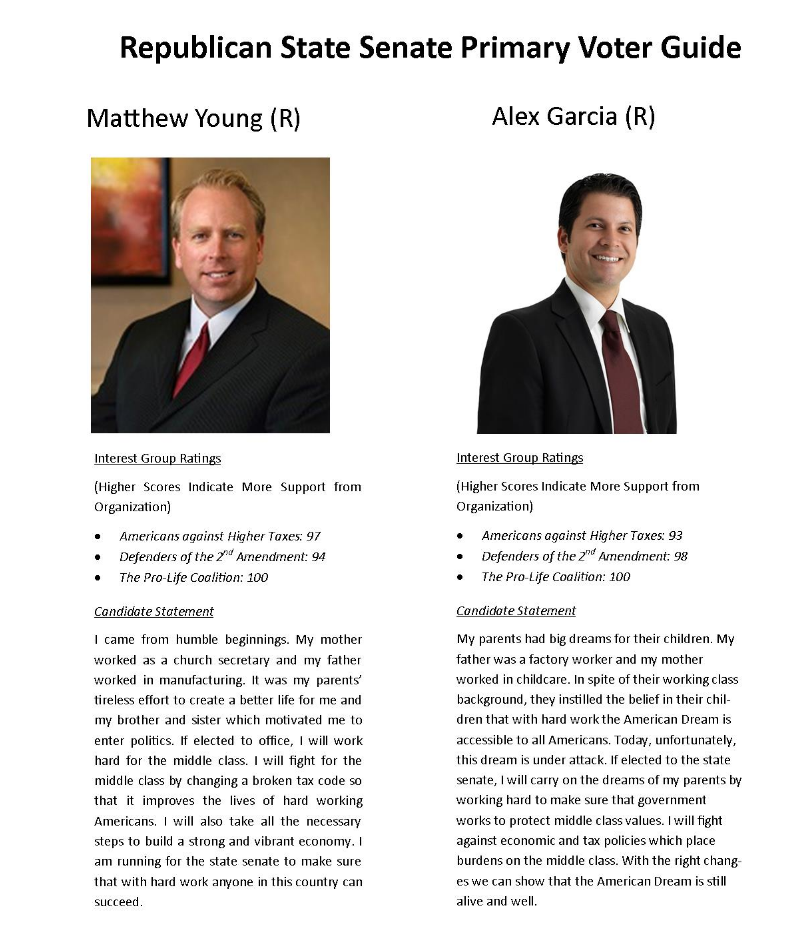 Republican State Senate Primary Voter Guide
Matthew Young (R)
Interest Group Ratings
(Higher Scores Indicate More Support from
Organization)
• Americans against Higher Taxes: 97
• Defenders of the 2nd Amendment: 94
• The Pro-Life Coalition: 100
Candidate Statement
I came from humble beginnings. My mother
worked as a church secretary and my father
worked in manufacturing. It was my parents’
tireless effort to create a better life for me and
my brother and sister which motivated me to
enter politics. If elected to office, I will work
hard for the middle class. I will fight for the
middle class by changing a broken tax code so
that it improves the lives of hard working
Americans. I will also take all the necessary
steps to build a strong and vibrant economy. I
am running for the state senate to make sure
that with hard work anyone in this country can
succeed.
Alex Garcia (R)
Interest Group Ratings
(Higher Scores Indicate More Support from
Organization)
• Americans against Higher Taxes: 93
• Defenders of the 2nd Amendment: 98
• The Pro-Life Coalition: 100
Candidate Statement
My parents had big dreams for their children. My
father was a factory worker and my mother
worked in childcare. In spite of their working class
background, they instilled the belief in their chil-
dren that with hard work the American Dream is
accessible to all Americans. Today, unfortunately,
this dream is under attack. If elected to the state
senate, I will carry on the dreams of my parents by
working hard to make sure that government
works to protect middle class values. I will fight
against economic and tax policies which place
burdens on the middle class. With the right chang-
es we can show that the American Dream is still
alive and well.